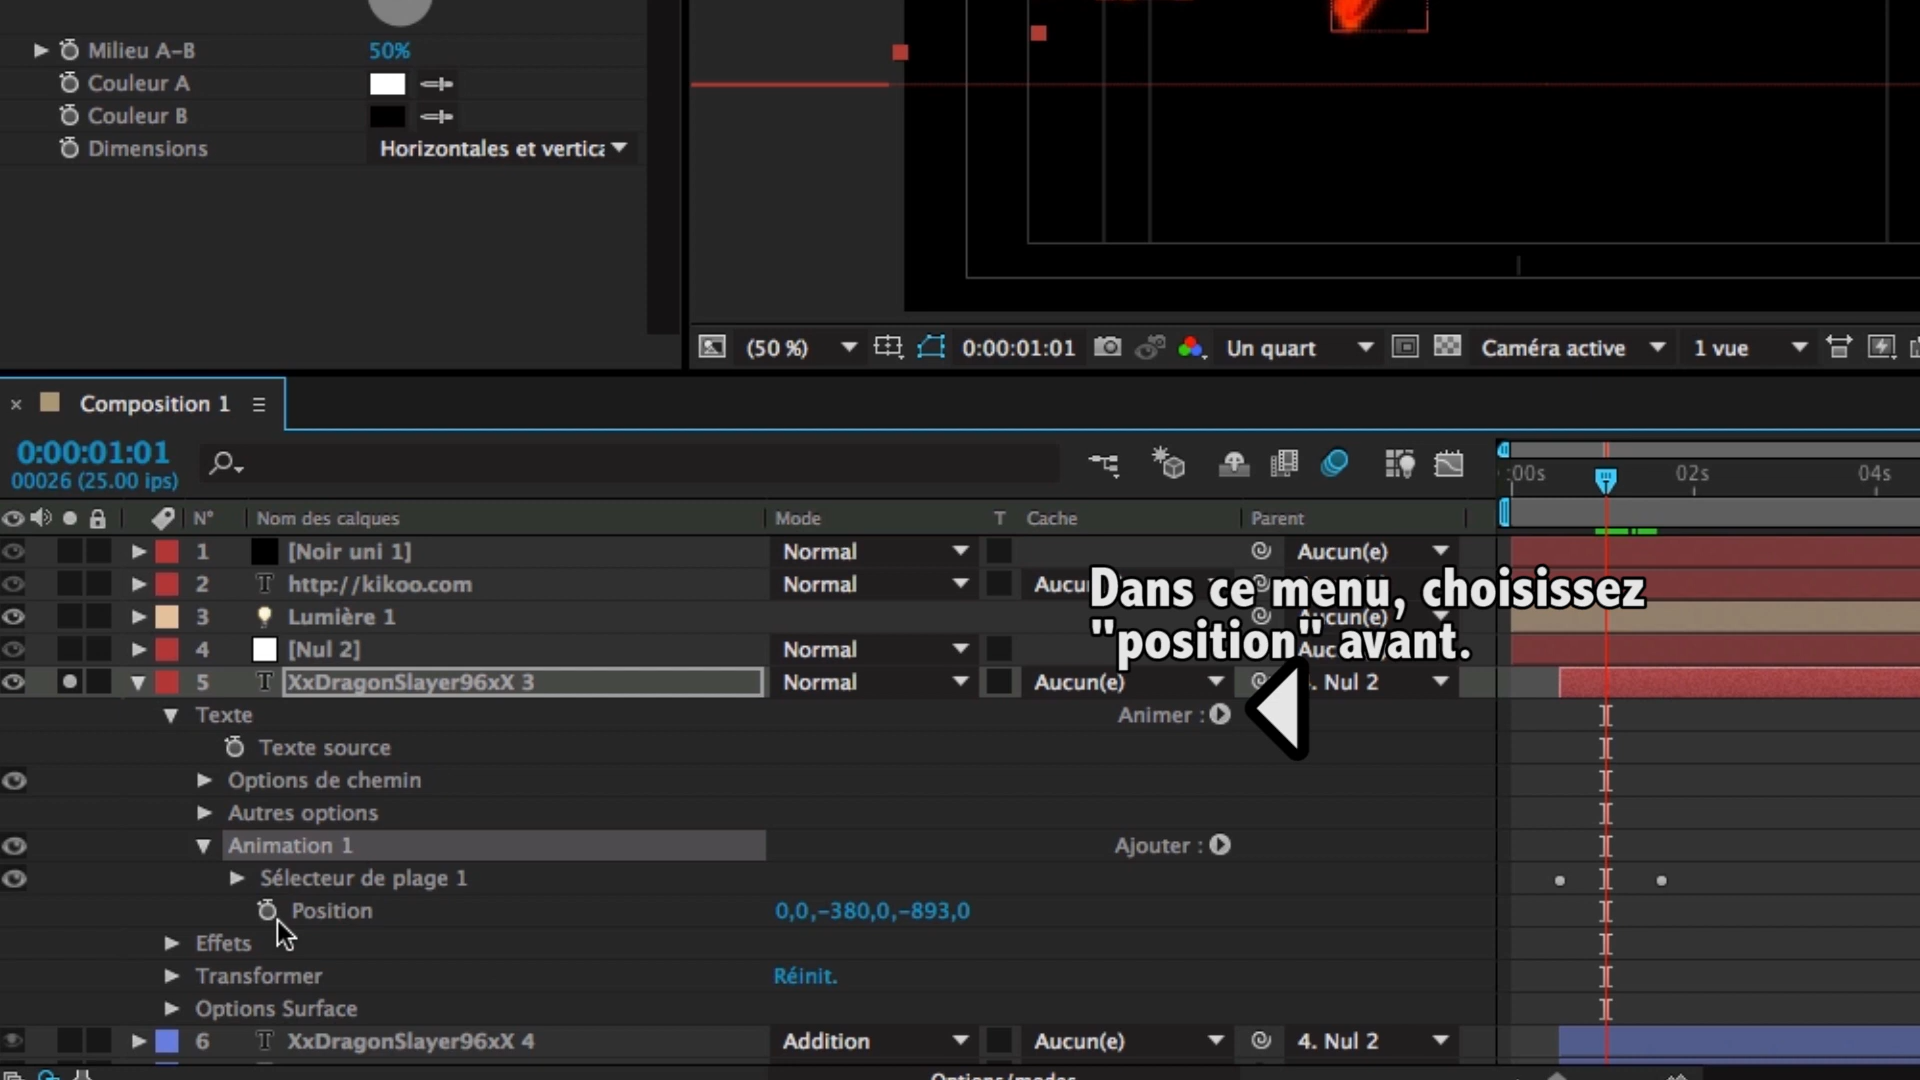 Milieu A-B 50%
Couleur A
Couleur B
Dimensions Horizontales et vertica
(50 %) 0:00:01:01 Un quart Caméra active 1 vue
× Composition 1
0:00:01:01
00026 (25.00 ips)
:00s 02s 04s
N° Nom des calques Mode T Cache Parent
1 [Noir uni 1] Normal Aucun(e)
2 http://kikoo.com Normal
Dans ce menu, choisissez
"position" avant.
3 Lumière 1 Aucun(e)
4 [Nul 2] Normal
5 XxDragonSlayer96xX 3 Normal Aucun(e) . Nul 2
Texte Animer :
Texte source
Options de chemin
Autres options
Animation 1 Ajouter :
Sélecteur de plage 1
Position 0,0,-380,0,-893,0
Effets
Transformer Réinit.
Options Surface
6 XxDragonSlayer96xX 4 Addition Aucun(e) 4. Nul 2
Options/modes